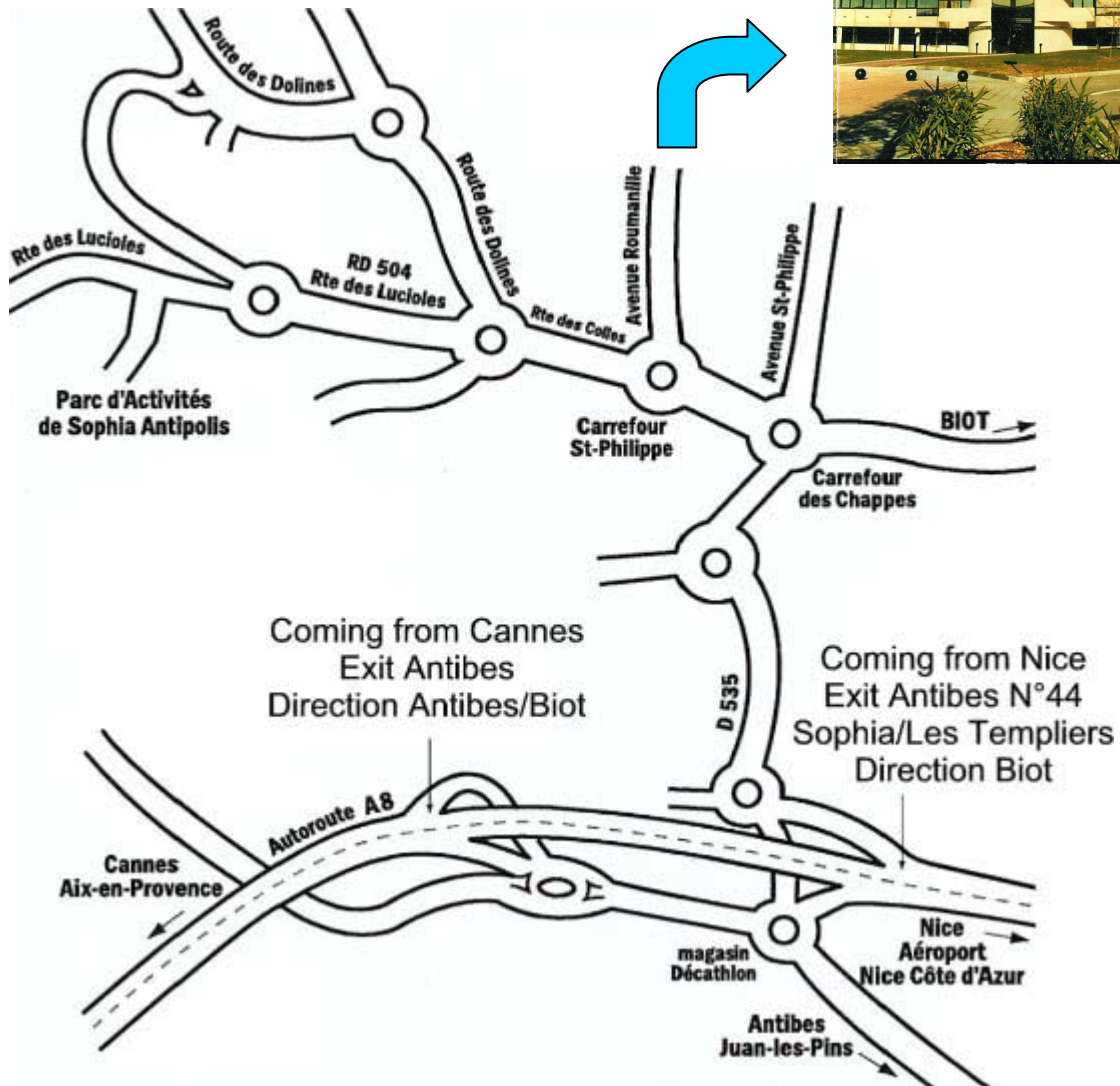 Route des Dolines
Route des Dolines
Rte des Lucioles
RD 504
Rte des Lucioles
Rte des Colles
Avenue Roumanille
Avenue St-Philippe
Parc d'Activités
de Sophia Antipolis
Carrefour
St-Philippe
BIOT
Carrefour
des Chappes
Coming from Cannes
Exit Antibes
Direction Antibes/Biot
D 535
Coming from Nice
Exit Antibes N°44
Sophia/Les Templiers
Direction Biot
Autoroute A8
Cannes
Aix-en-Provence
magasin
Décathlon
Nice
Aéroport
Nice Côte d'Azur
Antibes
Juan-les-Pins